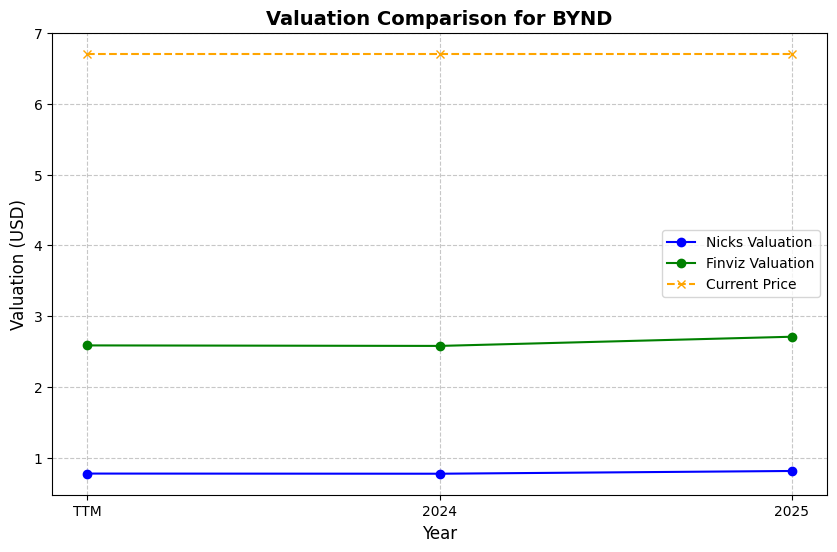 Valuation Comparison for BYND
7
6
5
4
3
2
1
Valuation (USD)
Nicks Valuation
Finviz Valuation
Current Price
TTM 2024 2025
Year